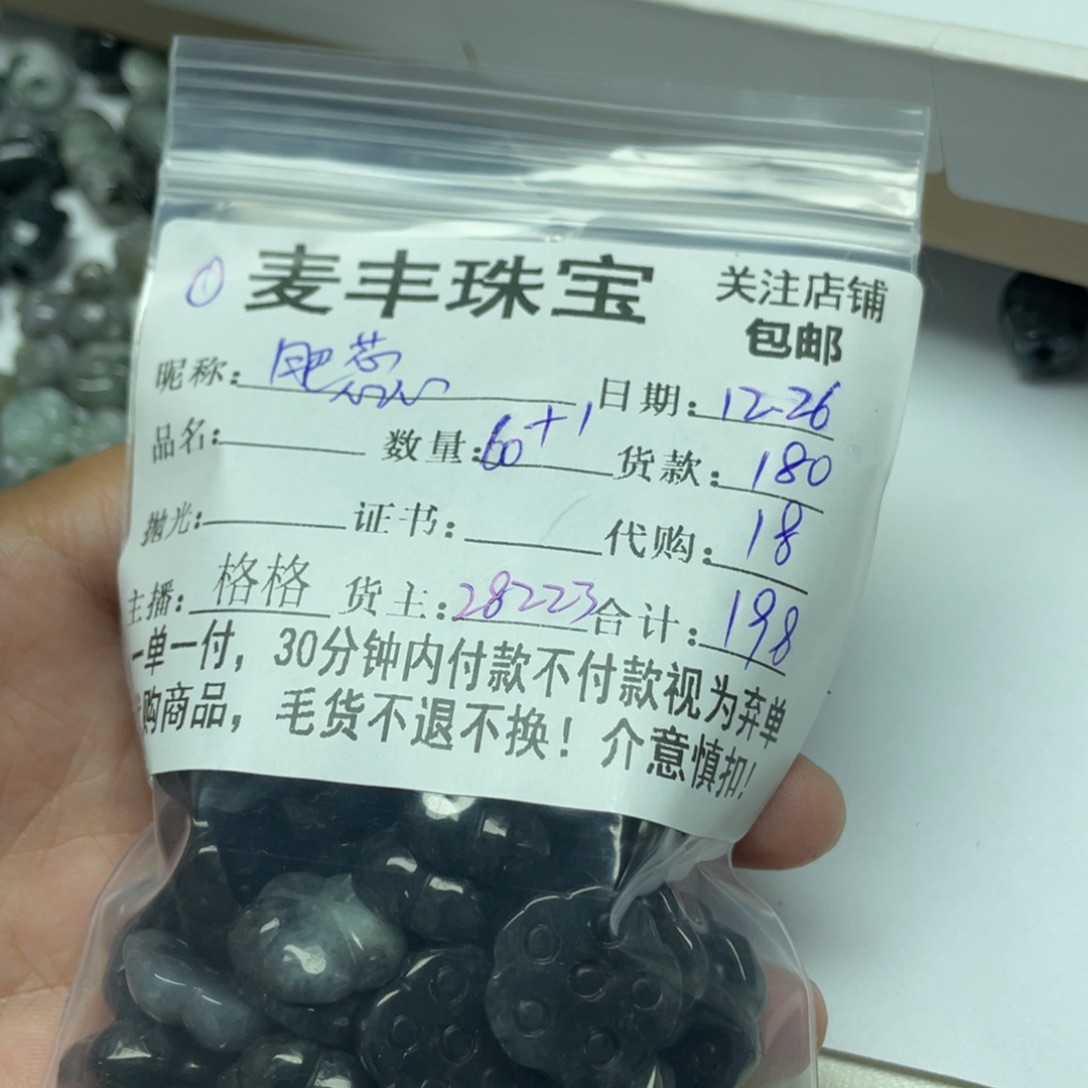 ① 麦丰珠宝 关注店铺
包邮
昵称: 肥芯 日期: 12-26
品名: 数量: 60+1 货款: 180
抛光: 证书: 代购: 18
主播: 格格 货主: 28223 合计: 198
一单一付，30分钟内付款不付款视为弃单
购商品，毛货不退不换！介意慎扣！